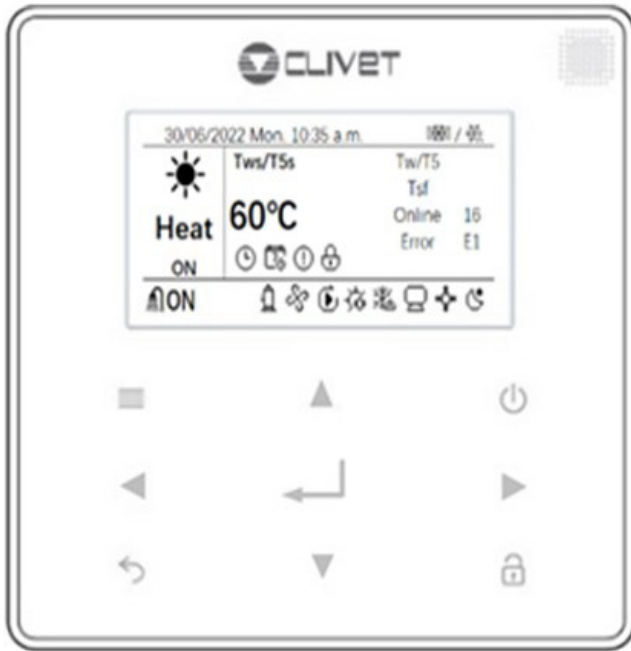 CLIVET
30/06/2022 Mon. 10:35 a.m. /
Tws/T5s Tw/T5
Tsf
Heat 60°C Online 16
Error E1
ON
ON